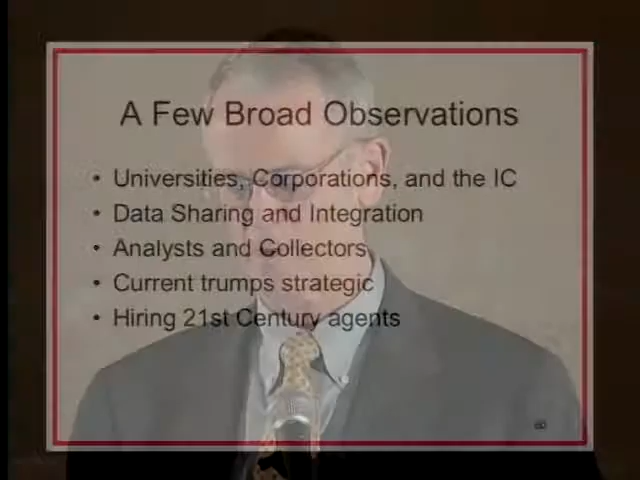 A Few Broad Observations
• Universities, Corporations, and the IC
• Data Sharing and Integration
• Analysts and Collectors
• Current trumps strategic
• Hiring 21st Century agents